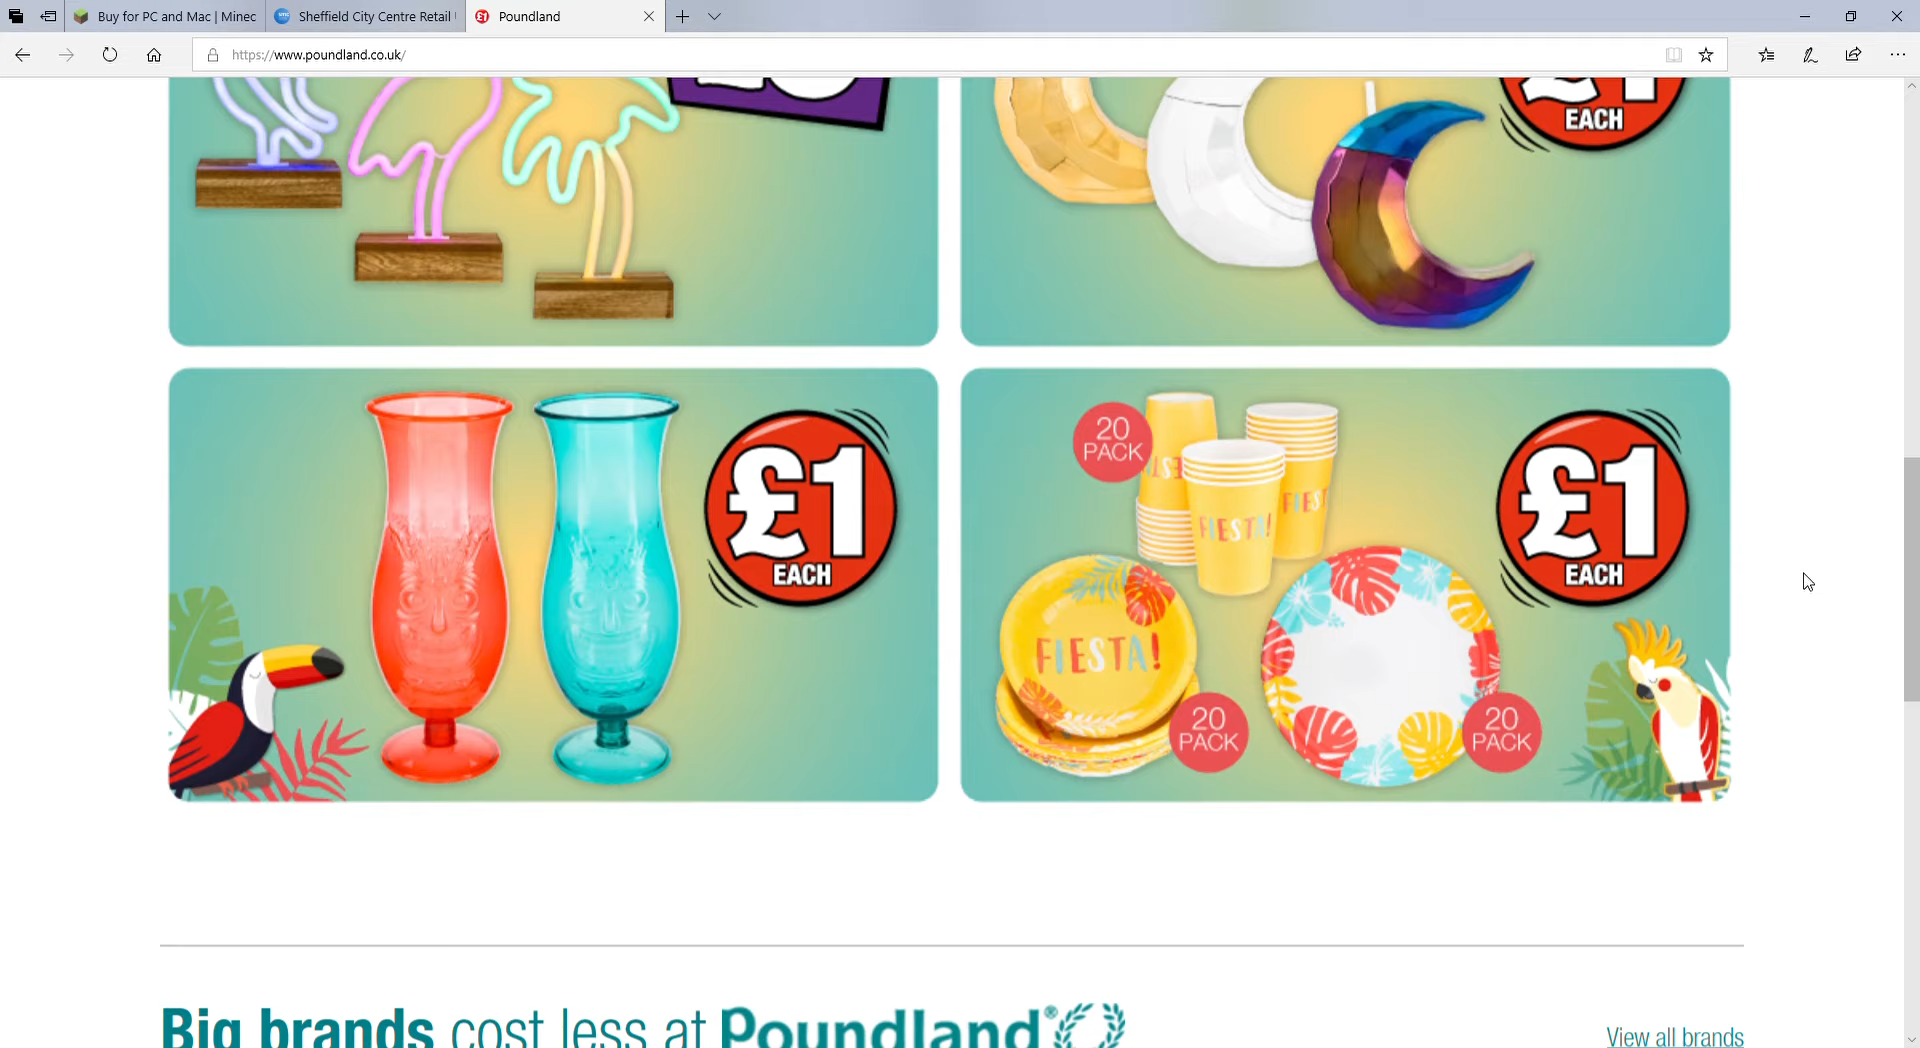 Buy for PC and Mac | Minec
Sheffield City Centre Retail
Poundland
https://www.poundland.co.uk/
EACH
£1
EACH
20
PACK
FIESTA!
FIESTA!
20
PACK
20
PACK
£1
EACH
Big brands cost less at Poundland®
View all brands